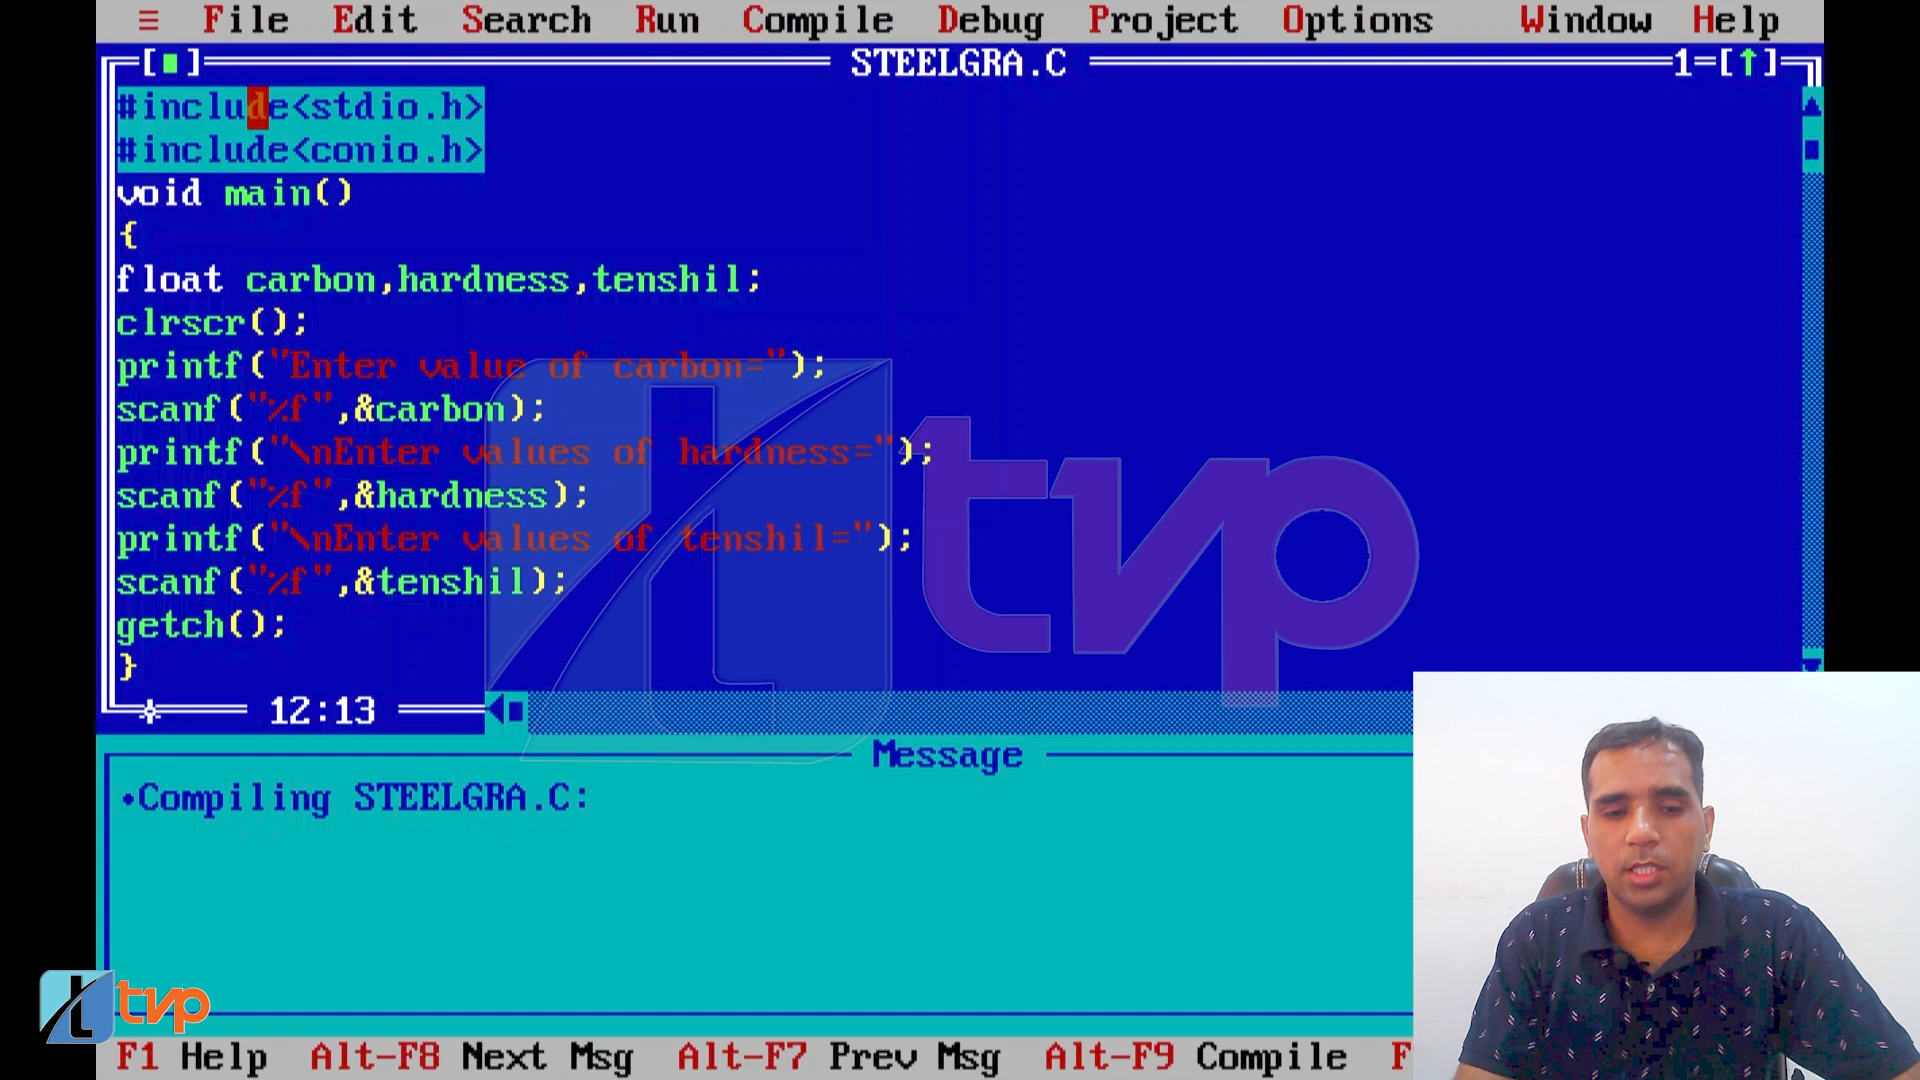 ≡ File Edit Search Run Compile Debug Project Options Window Help
[■] STEELGRA.C 1=[↑]
#include<stdio.h>
#include<conio.h>
void main()
{
float carbon,hardness,tenshil;
clrscr();
printf("Enter value of carbon=");
scanf("%f",&carbon);
printf("\nEnter values of hardness=");
scanf("%f",&hardness);
printf("\nEnter values of tenshil=");
scanf("%f",&tenshil);
getch();
}
12:13
tvp
Message
•Compiling STEELGRA.C:
tvp
F1 Help Alt-F8 Next Msg Alt-F7 Prev Msg Alt-F9 Compile F